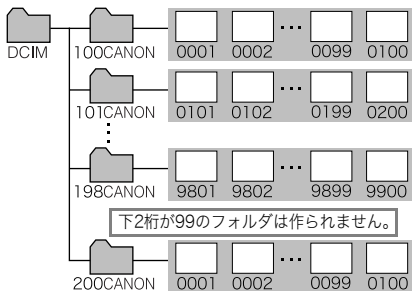 DCIM 100CANON 0001 0002 ••• 0099 0100
101CANON 0101 0102 ••• 0199 0200
198CANON 9801 9802 ••• 9899 9900
下2桁が99のフォルダは作られません。
200CANON 0001 0002 ••• 0099 0100